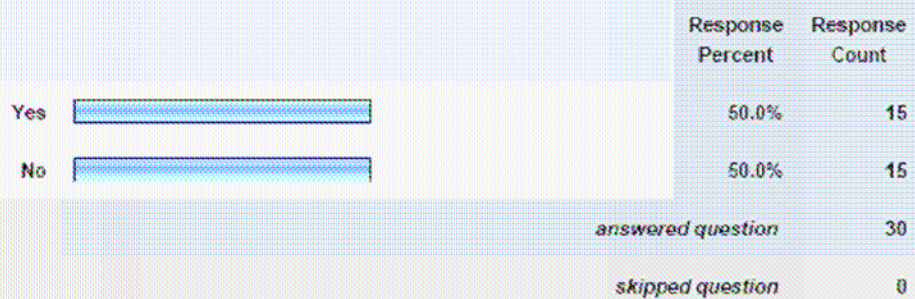 Response Response
Percent Count
Yes 50.0% 15
No 50.0% 15
answered question 30
skipped question 0